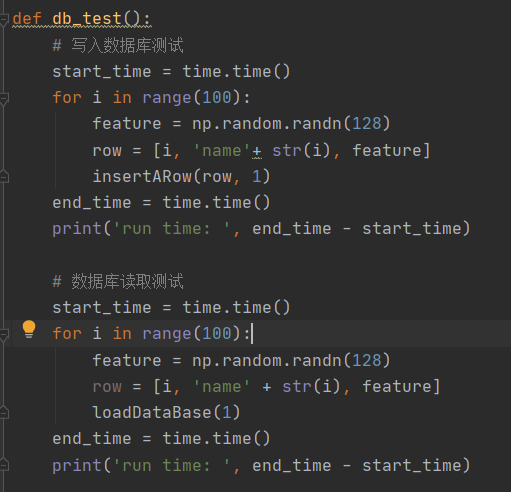 def db_test():
    # 写入数据库测试
    start_time = time.time()
    for i in range(100):
        feature = np.random.randn(128)
        row = [i, 'name'+ str(i), feature]
        insertARow(row, 1)
    end_time = time.time()
    print('run time: ', end_time - start_time)

    # 数据库读取测试
    start_time = time.time()
    for i in range(100):
        feature = np.random.randn(128)
        row = [i, 'name' + str(i), feature]
        loadDataBase(1)
    end_time = time.time()
    print('run time: ', end_time - start_time)